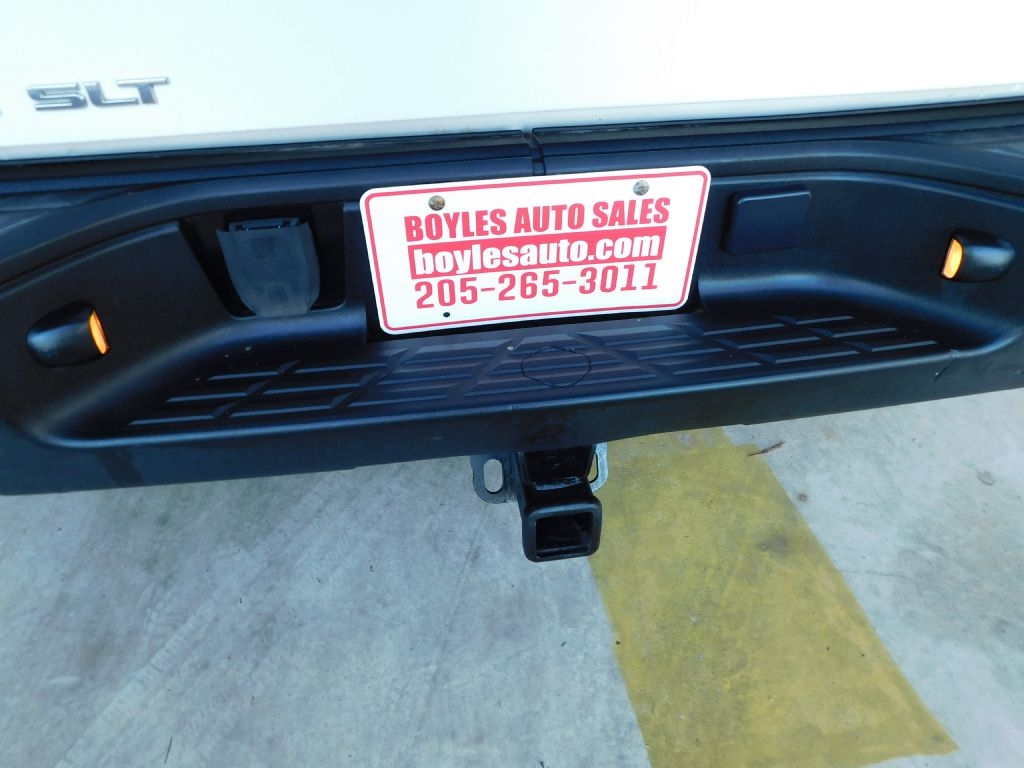 SLT
BOYLES AUTO SALES
boylesauto.com
205-265-3011